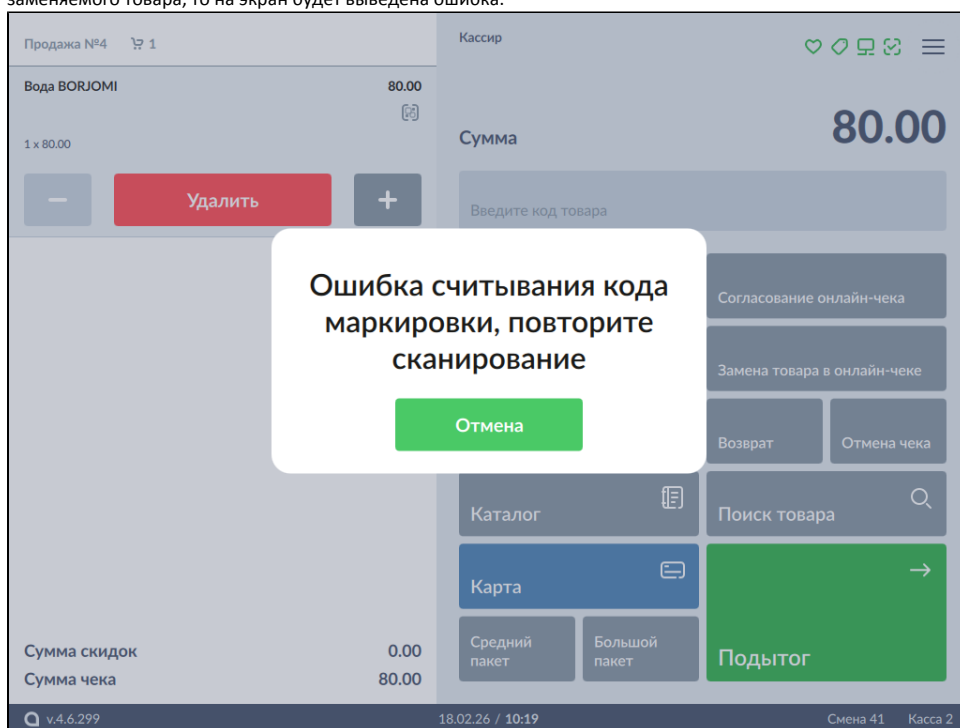 заменяемого товара, то на экран будет выведена ошибка.
Продажа №4 1
Кассир
Вода BORJOMI 80.00
1 x 80.00
Сумма 80.00
Удалить
Введите код товара
Ошибка считывания кода
маркировки, повторите
сканирование
Отмена
Согласование онлайн-чека
Замена товара в онлайн-чеке
Возврат
Отмена чека
Каталог
Поиск товара
Карта
Средний
пакет
Большой
пакет
Подытог
Сумма скидок 0.00
Сумма чека 80.00
v.4.6.299
18.02.26 / 10:19
Смена 41 Касса 2